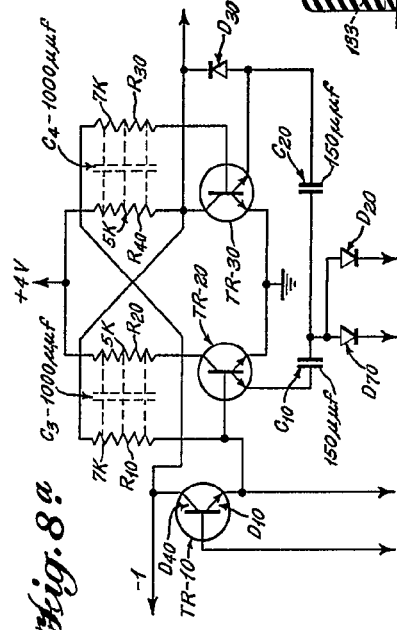 Fig. 8a
+4V
C3-1000µµf
C4-1000µµf
7K
5K
5K
7K
R10
R20
R40
R30
D30
133
-1
D40
TR-10
D10
TR-20
TR-30
C10
150µµf
C20
150µµf
D70
D20